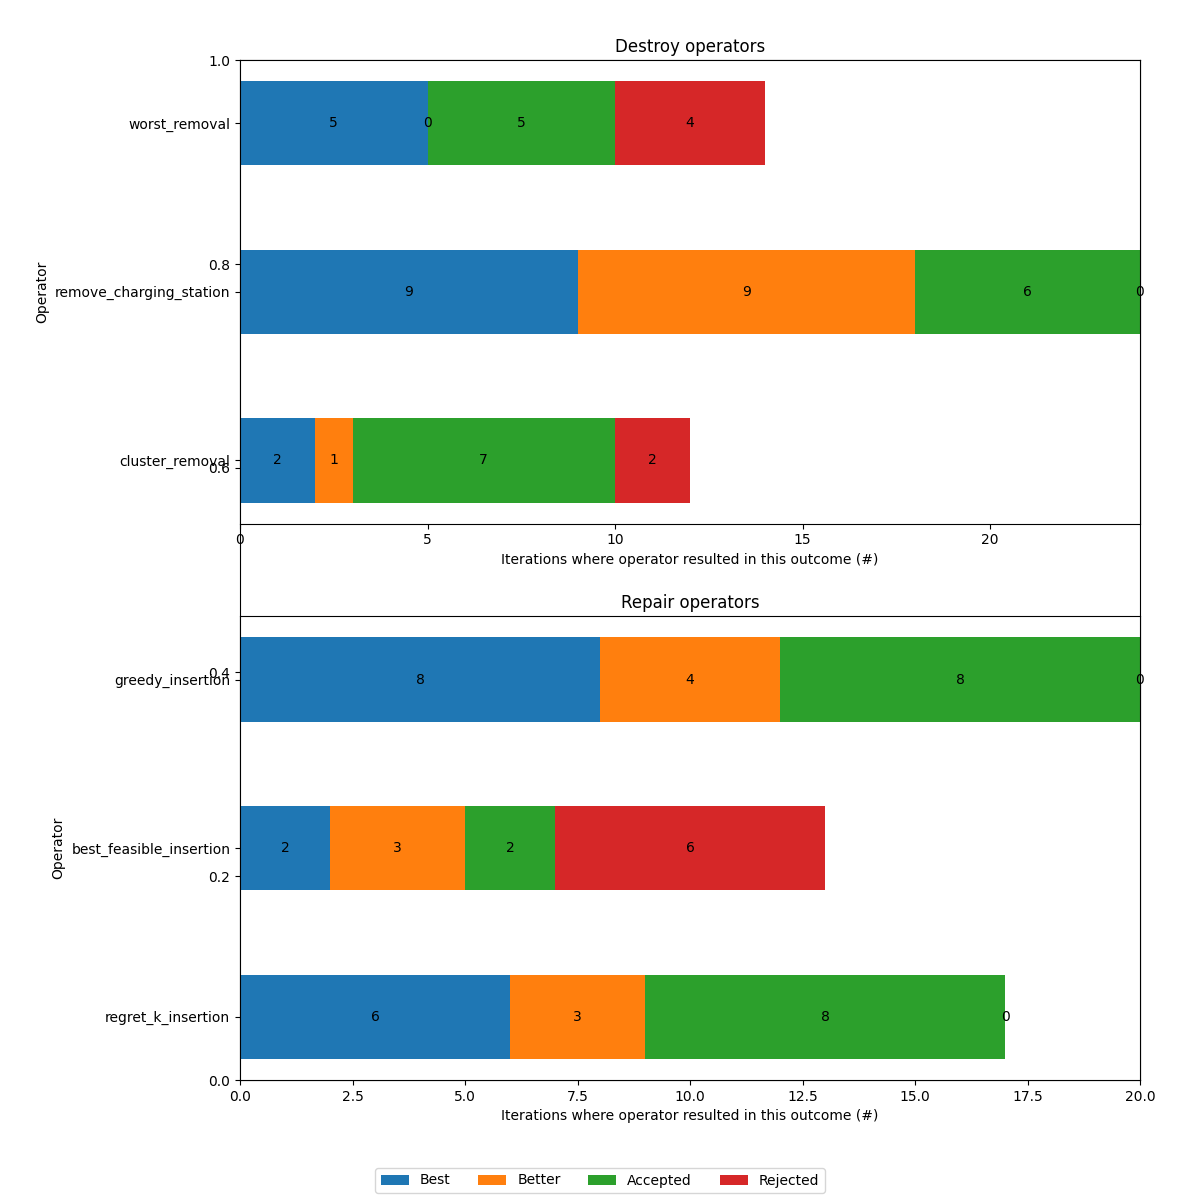 Destroy operators
1.0
worst_removal
5 0 5 4
0.8
Operator
remove_charging_station
9 9 6 0
cluster_removal
2 1 7 2
0.6
0 5 10 15 20
Iterations where operator resulted in this outcome (#)
Repair operators
0.4
greedy_insertion
8 4 8 0
Operator
best_feasible_insertion
2 3 2 6
0.2
regret_k_insertion
6 3 8 0
0.0
0.0 2.5 5.0 7.5 10.0 12.5 15.0 17.5 20.0
Iterations where operator resulted in this outcome (#)
Best Better Accepted Rejected